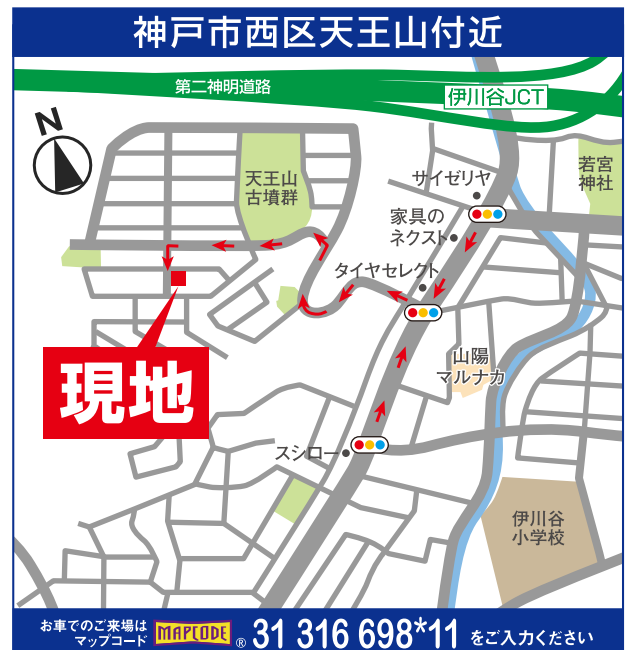 神戸市西区天王山付近
第二神明道路
伊川谷JCT
N
天王山
古墳群
サイゼリヤ
若宮
神社
家具の
ネクスト
タイヤセレクト
山陽
マルナカ
現地
スシロー
伊川谷
小学校
お車でのご来場は
マップコード
MAPCODE ® 31 316 698*11 をご入力ください